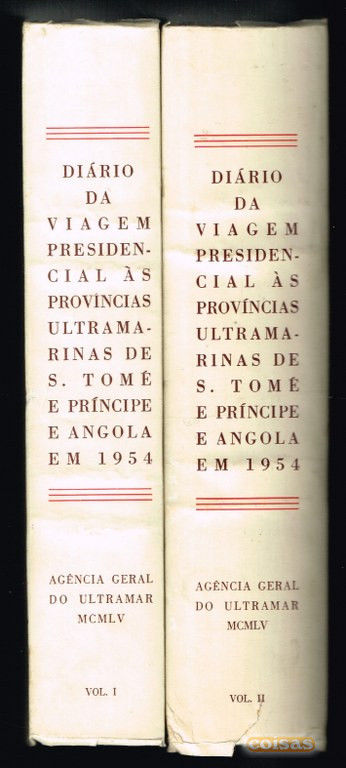 DIÁRIO
DA
VIAGEM
PRESIDEN-
CIAL ÀS
PROVÍNCIAS
ULTRAMA-
RINAS DE
S. TOMÉ
E PRÍNCIPE
E ANGOLA
EM 1954
AGÊNCIA GERAL
DO ULTRAMAR
MCMLV
VOL. I
DIÁRIO
DA
VIAGEM
PRESIDEN-
CIAL ÀS
PROVÍNCIAS
ULTRAMA-
RINAS DE
S. TOMÉ
E PRÍNCIPE
E ANGOLA
EM 1954
AGÊNCIA GERAL
DO ULTRAMAR
MCMLV
VOL. II
coisas